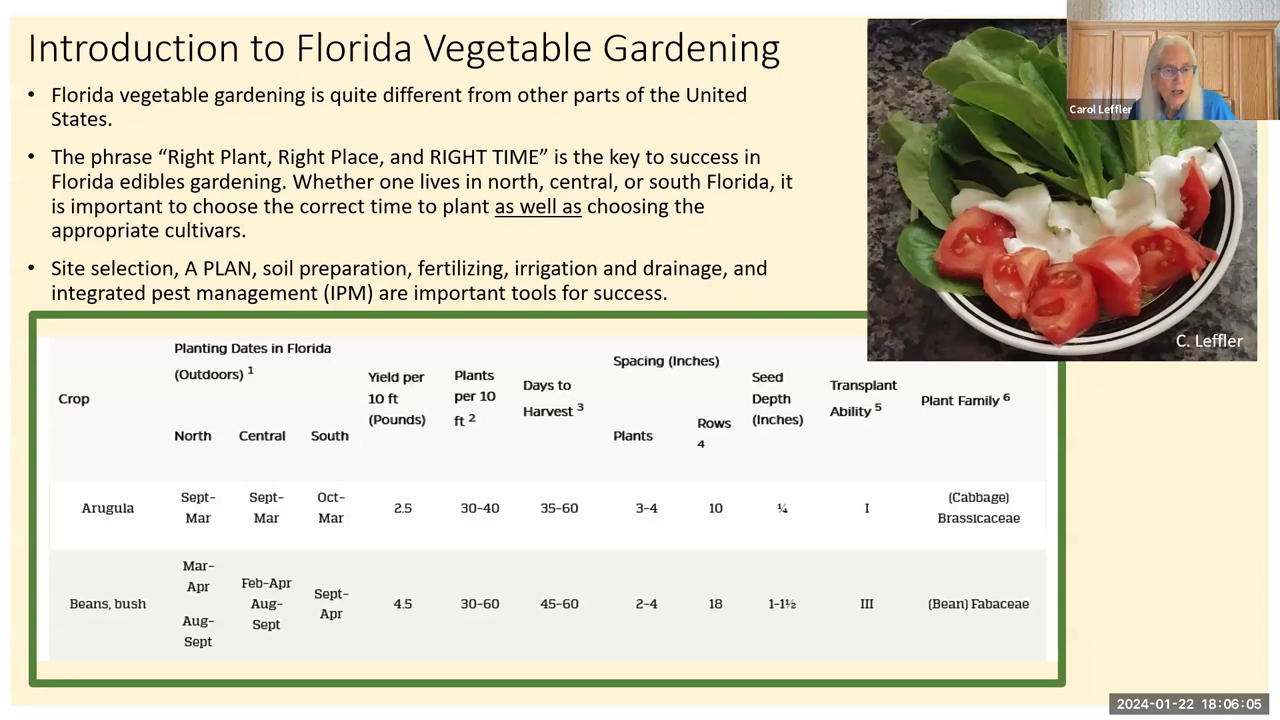 Introduction to Florida Vegetable Gardening
• Florida vegetable gardening is quite different from other parts of the United
States.
• The phrase “Right Plant, Right Place, and RIGHT TIME” is the key to success in
Florida edibles gardening. Whether one lives in north, central, or south Florida, it
is important to choose the correct time to plant as well as choosing the
appropriate cultivars.
• Site selection, A PLAN, soil preparation, fertilizing, irrigation and drainage, and
integrated pest management (IPM) are important tools for success.
Carol Leffler
C. Leffler
Crop
Planting Dates in Florida
(Outdoors) 1
North Central South
Yield per
10 ft
(Pounds)
Plants
per 10
ft 2
Days to
Harvest 3
Spacing (Inches)
Plants
Rows
4
Seed
Depth
(Inches)
Transplant
Ability 5
Plant Family 6
Arugula
Sept-
Mar
Sept-
Mar
Oct-
Mar
2.5
30-40
35-60
3-4
10
¼
I
(Cabbage)
Brassicaceae
Beans, bush
Mar-
Apr
Aug-
Sept
Feb-Apr
Aug-
Sept
Sept-
Apr
4.5
30-60
45-60
2-4
18
1-1½
III
(Bean) Fabaceae
2024-01-22 18:06:05